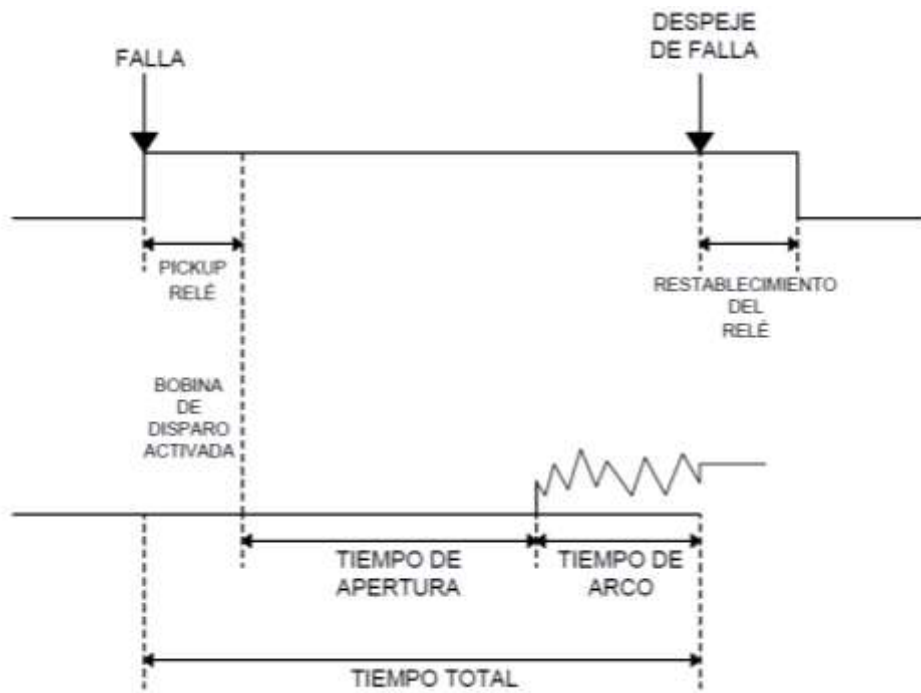 FALLA
DESPEJE
DE FALLA
PICKUP
RELÉ
RESTABLECIMIENTO
DEL
RELÉ
BOBINA
DE
DISPARO
ACTIVADA
TIEMPO DE
APERTURA
TIEMPO DE
ARCO
TIEMPO TOTAL